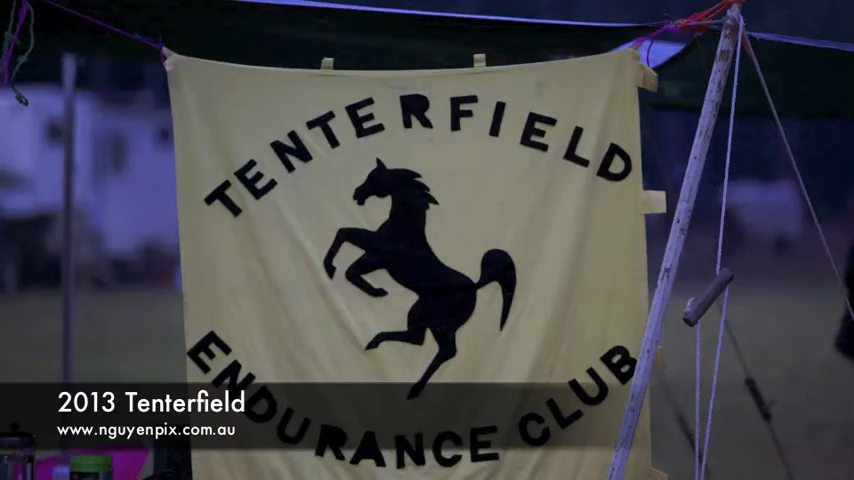 TENTERFIELD
ENDURANCE CLUB
2013 Tenterfield
www.nguyenpix.com.au